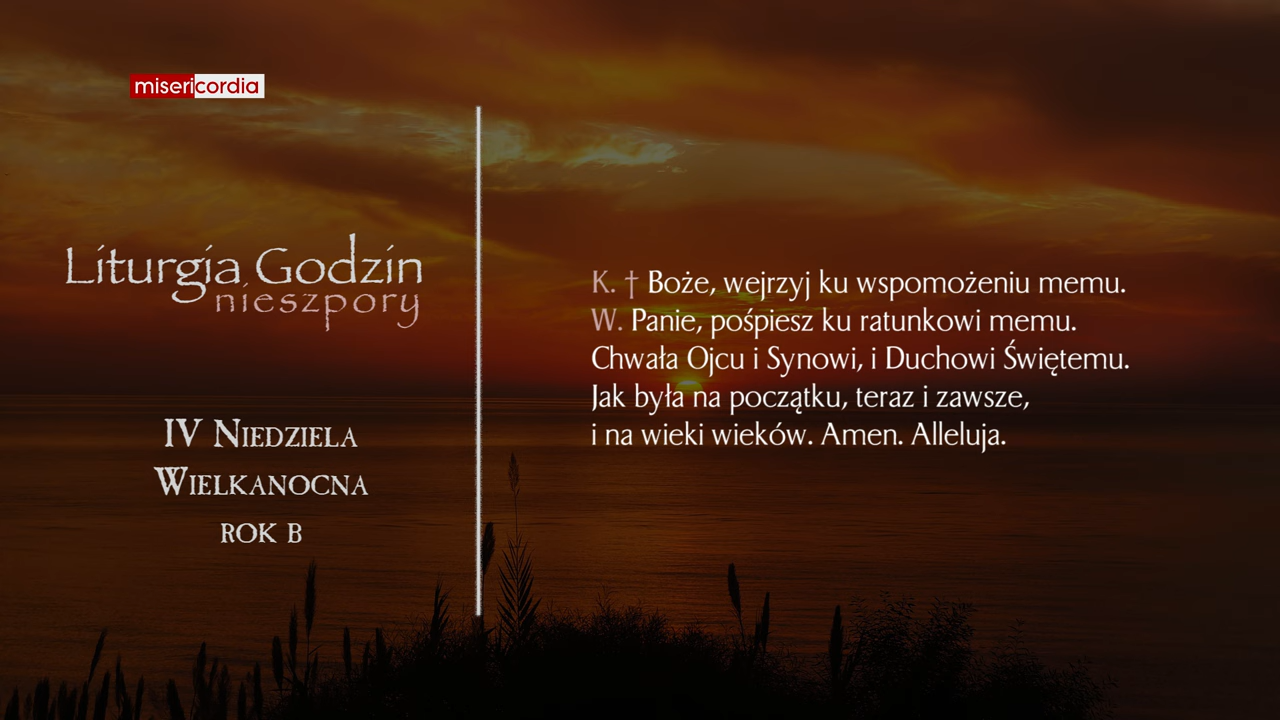 misericordia
Liturgia Godzin
nieszpory
IV Niedziela
Wielkanocna
rok B
K. † Boże, wejrzyj ku wspomożeniu memu.
W. Panie, pośpiesz ku ratunkowi memu.
Chwała Ojcu i Synowi, i Duchowi Świętemu.
Jak była na początku, teraz i zawsze,
i na wieki wieków. Amen. Alleluja.